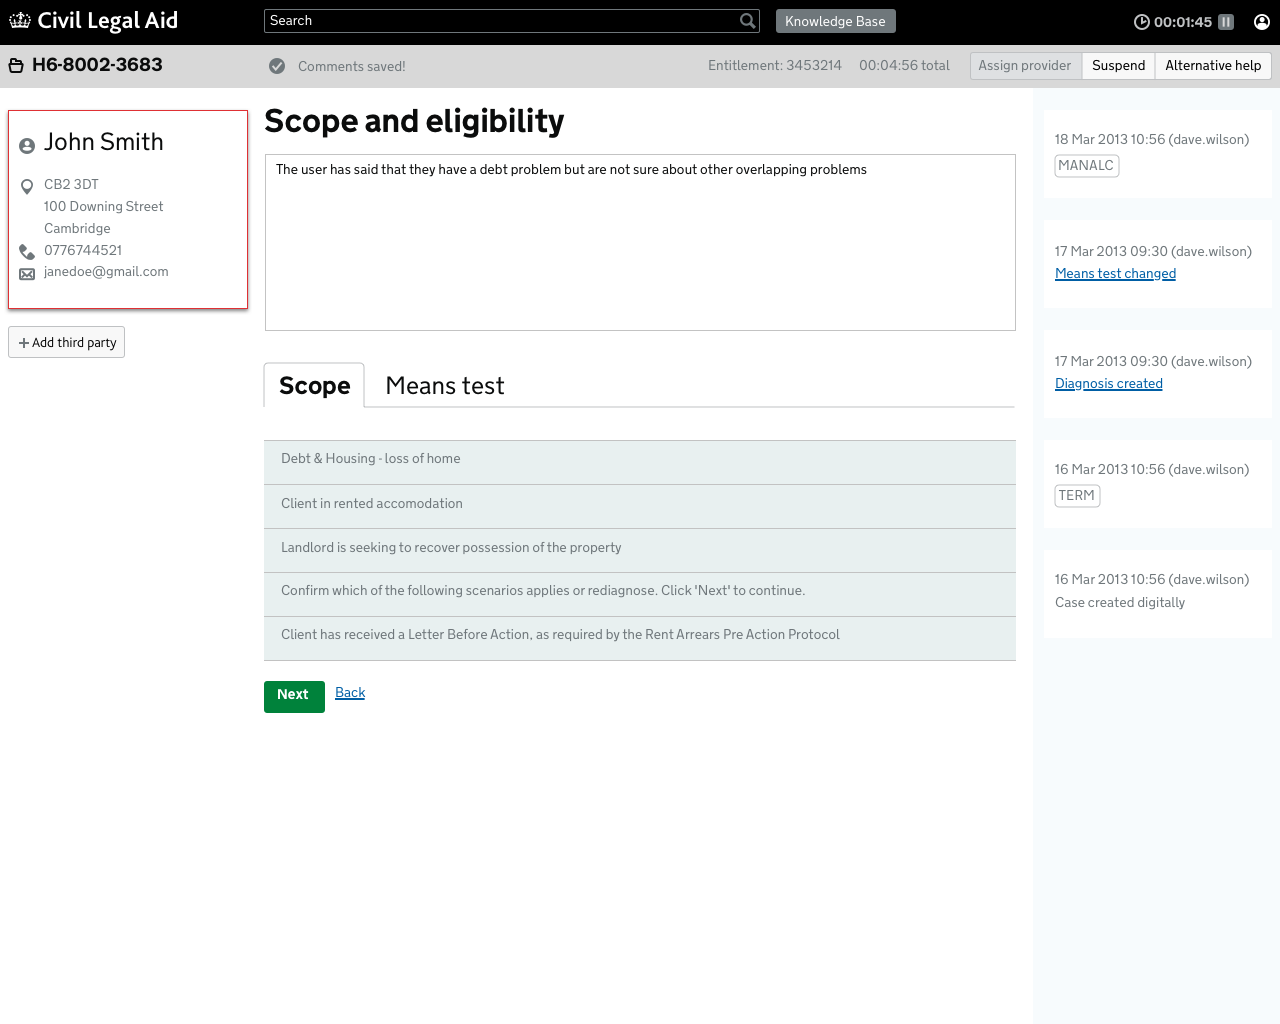 Civil Legal Aid
Search
Knowledge Base
00:01:45
H6-8002-3683
Comments saved!
Entitlement: 3453214
00:04:56 total
Assign provider
Suspend
Alternative help
John Smith
CB2 3DT
100 Downing Street
Cambridge
0776744521
janedoe@gmail.com
Add third party
Scope and eligibility
The user has said that they have a debt problem but are not sure about other overlapping problems
Scope
Means test
Debt & Housing - loss of home
Client in rented accomodation
Landlord is seeking to recover possession of the property
Confirm which of the following scenarios applies or rediagnose. Click 'Next' to continue.
Client has received a Letter Before Action, as required by the Rent Arrears Pre Action Protocol
Next
Back
18 Mar 2013 10:56 (dave.wilson)
MANALC
17 Mar 2013 09:30 (dave.wilson)
Means test changed
17 Mar 2013 09:30 (dave.wilson)
Diagnosis created
16 Mar 2013 10:56 (dave.wilson)
TERM
16 Mar 2013 10:56 (dave.wilson)
Case created digitally